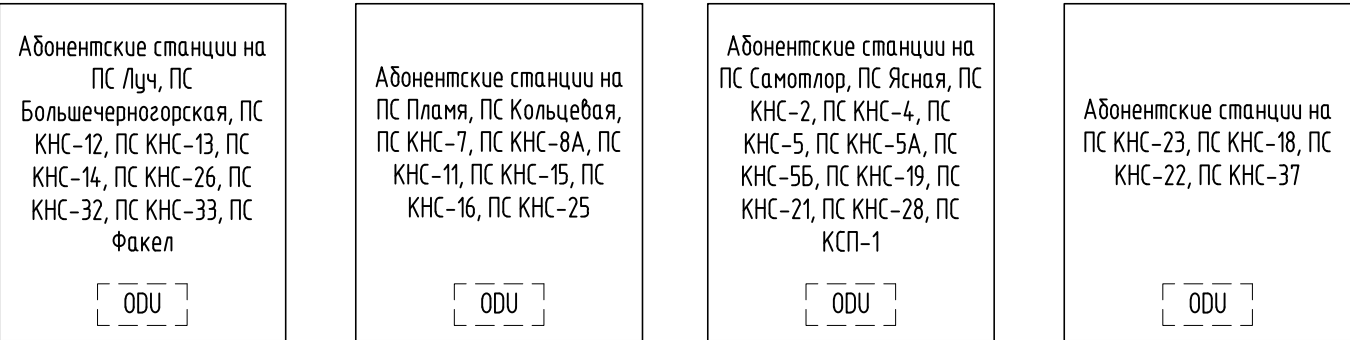 Абонентские станции на
ПС Луч, ПС
Большечерногорская, ПС
КНС-12, ПС КНС-13, ПС
КНС-14, ПС КНС-26, ПС
КНС-32, ПС КНС-33, ПС
Факел
ODU
Абонентские станции на
ПС Пламя, ПС Кольцевая,
ПС КНС-7, ПС КНС-8А, ПС
КНС-11, ПС КНС-15, ПС
КНС-16, ПС КНС-25
ODU
Абонентские станции на
ПС Самотлор, ПС Ясная, ПС
КНС-2, ПС КНС-4, ПС
КНС-5, ПС КНС-5А, ПС
КНС-5Б, ПС КНС-19, ПС
КНС-21, ПС КНС-28, ПС
КСП-1
ODU
Абонентские станции на
ПС КНС-23, ПС КНС-18, ПС
КНС-22, ПС КНС-37
ODU